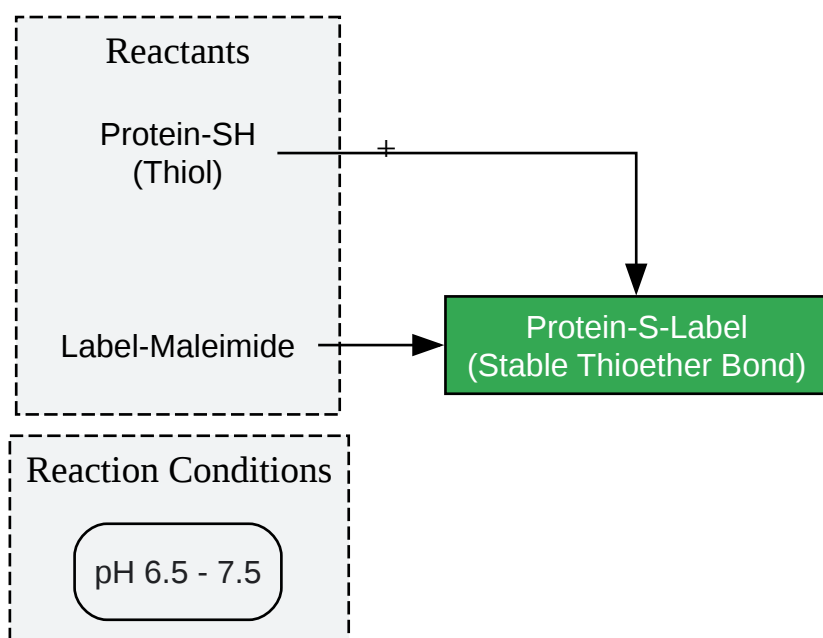 Reactants
Protein-SH
(Thiol)
+
Label-Maleimide
Protein-S-Label
(Stable Thioether Bond)
Reaction Conditions
pH 6.5 - 7.5